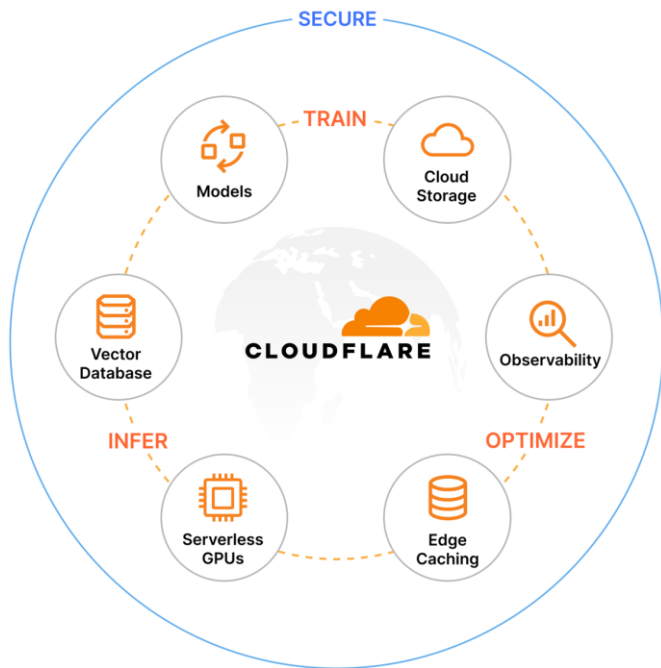 SECURE
TRAIN
Models
Cloud
Storage
Vector
Database
CLOUDFLARE
Observability
INFER
OPTIMIZE
Serverless
GPUs
Edge
Caching